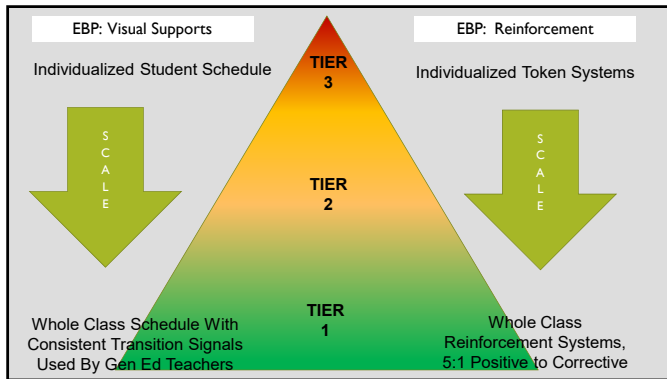 EBP: Visual Supports
EBP:  Reinforcement
Individualized Student Schedule
TIER
3
Individualized Token Systems
SCALE
SCALE
TIER
2
TIER
1
Whole Class Schedule With
Consistent Transition Signals
Used By Gen Ed Teachers
Whole Class
Reinforcement Systems,
5:1 Positive to Corrective